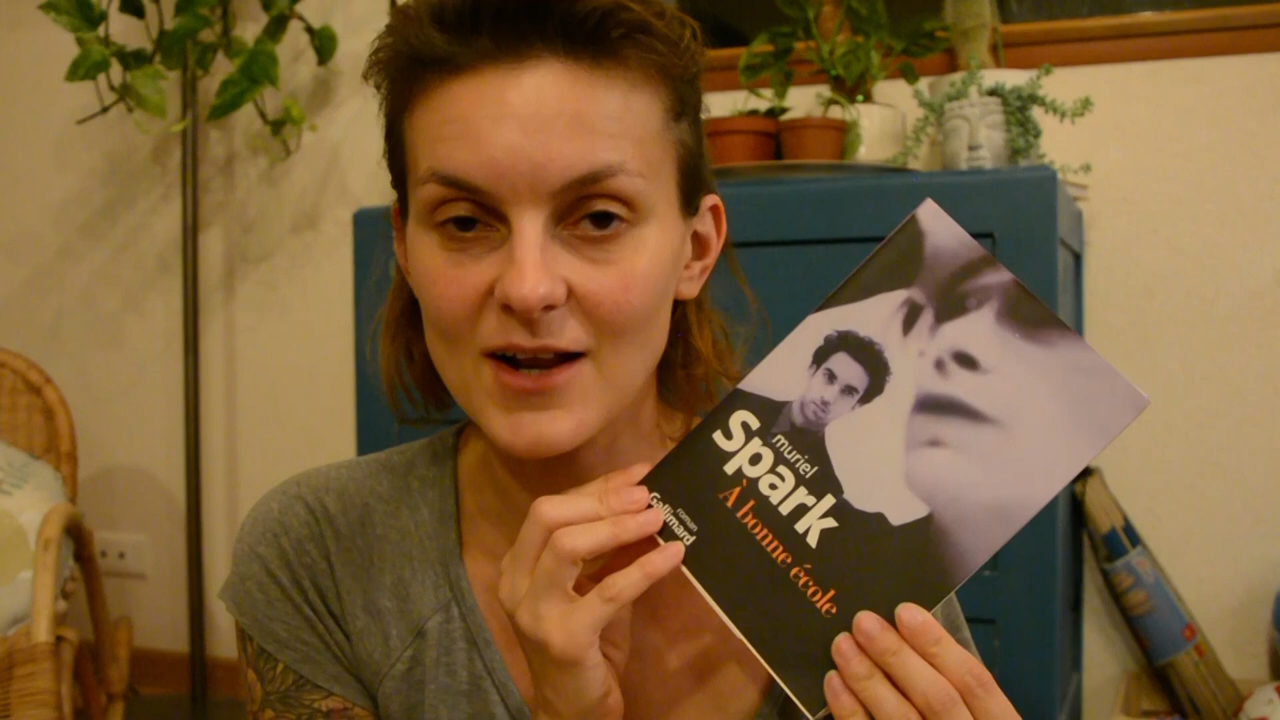 muriel
Spark
À bonne école
roman
Gallimard